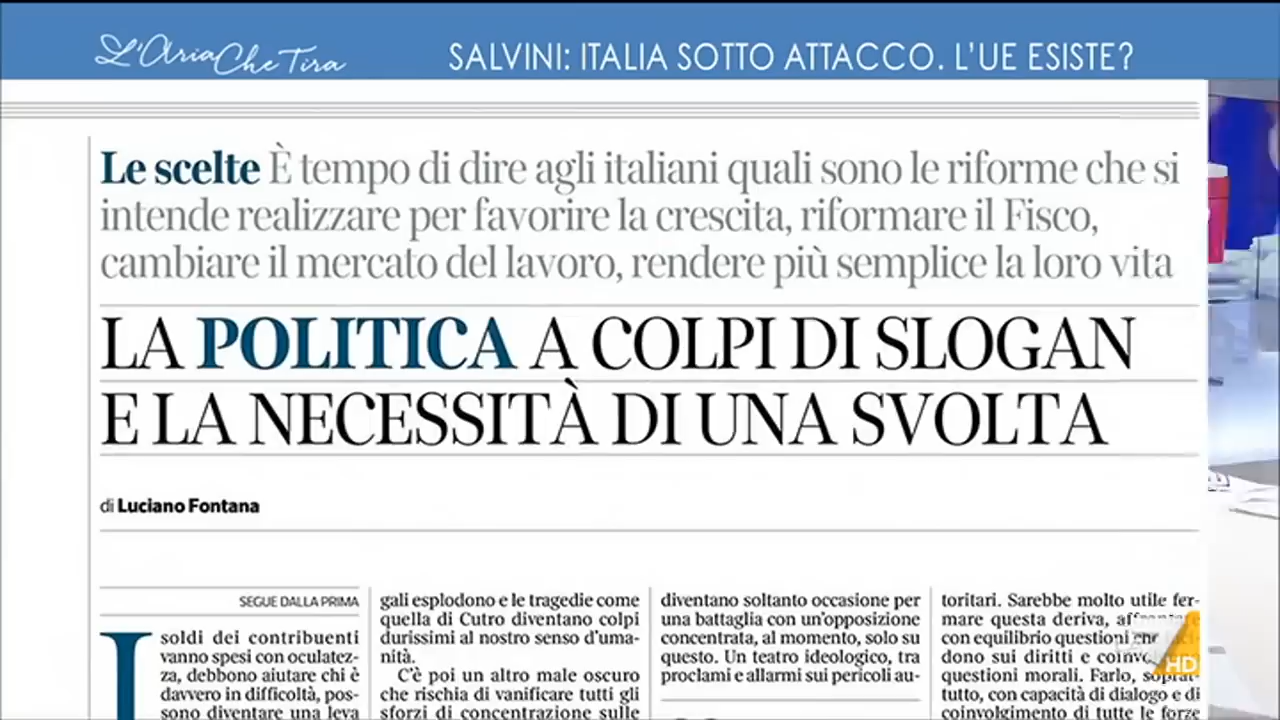 L'Aria Che Tira
SALVINI: ITALIA SOTTO ATTACCO. L'UE ESISTE?
Le scelte È tempo di dire agli italiani quali sono le riforme che si
intende realizzare per favorire la crescita, riformare il Fisco,
cambiare il mercato del lavoro, rendere più semplice la loro vita
LA POLITICA A COLPI DI SLOGAN
E LA NECESSITÀ DI UNA SVOLTA
di Luciano Fontana
SEGUE DALLA PRIMA
I soldi dei contribuenti
vanno spesi con oculatez-
za, debbono aiutare chi è
davvero in difficoltà, pos-
sono diventare una leva
gali esplodono e le tragedie come
quella di Cutro diventano colpi
durissimi al nostro senso d'uma-
nità.
C'è poi un altro male oscuro
che rischia di vanificare tutti gli
sforzi di concentrazione sulle
diventano soltanto occasione per
una battaglia con un'opposizione
concentrata, al momento, solo su
questo. Un teatro ideologico, tra
proclami e allarmi sui pericoli au-
toritari. Sarebbe molto utile fer-
mare questa deriva, affrontare
con equilibrio questioni che
dono sui diritti e
questioni morali. Farlo, soprat-
tutto, con capacità di dialogo e di
coinvolgimento di tutte le forze
HD